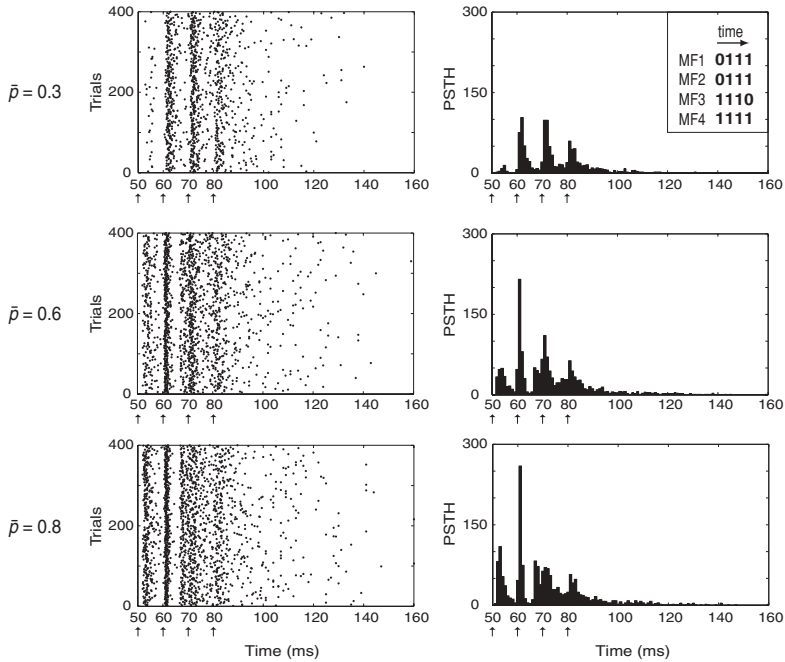 p̄ = 0.3
Trials
400
200
0
50 60 70 80 100 120 140 160
↑ ↑ ↑ ↑
PSTH
300
150
0
50 60 70 80 100 120 140 160
↑ ↑ ↑ ↑
time
MF1 0111
MF2 0111
MF3 1110
MF4 1111
p̄ = 0.6
Trials
400
200
0
50 60 70 80 100 120 140 160
↑ ↑ ↑ ↑
PSTH
300
150
0
50 60 70 80 100 120 140 160
↑ ↑ ↑ ↑
p̄ = 0.8
Trials
400
200
0
50 60 70 80 100 120 140 160
↑ ↑ ↑ ↑
Time (ms)
PSTH
300
150
0
50 60 70 80 100 120 140 160
↑ ↑ ↑ ↑
Time (ms)